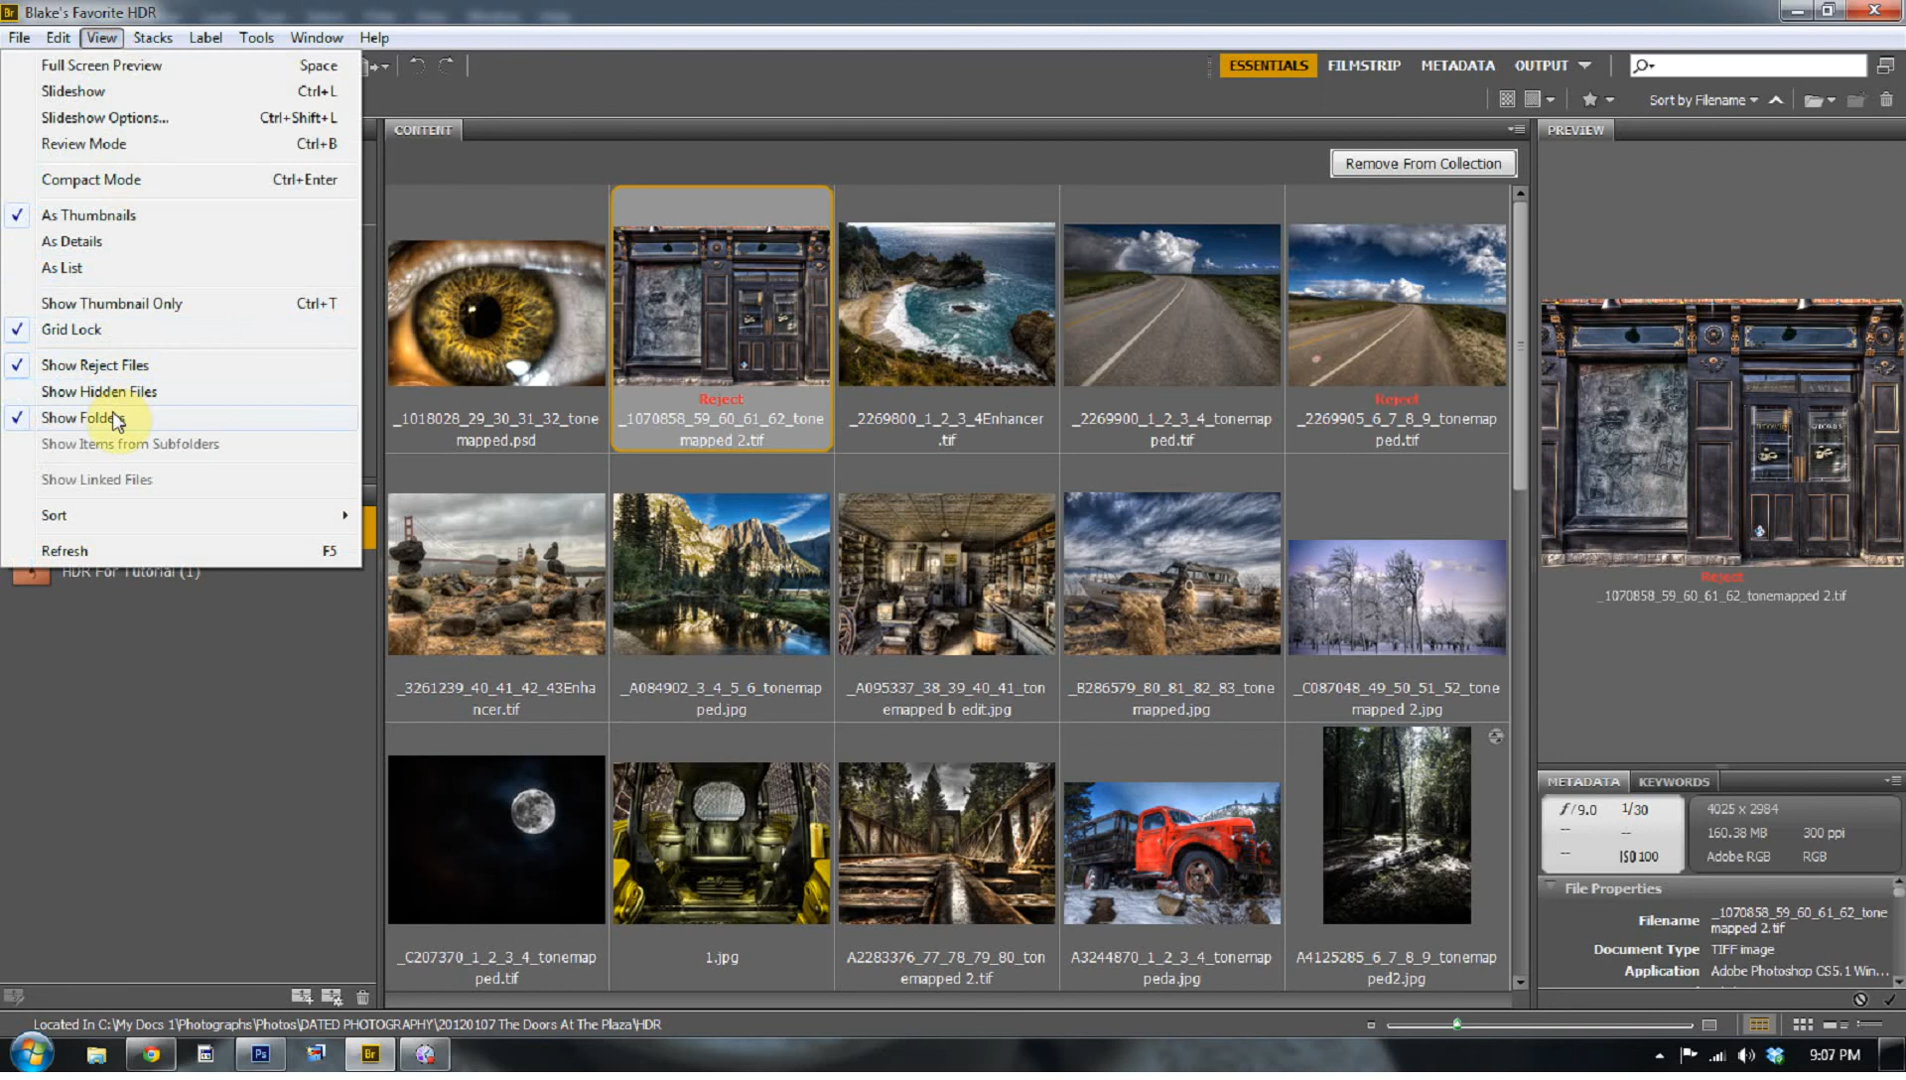 Br Blake's Favorite HDR
File Edit View Stacks Label Tools Window Help
Full Screen Preview Space
Slideshow Ctrl+L
Slideshow Options... Ctrl+Shift+L
Review Mode Ctrl+B
Compact Mode Ctrl+Enter
As Thumbnails
As Details
As List
Show Thumbnail Only Ctrl+T
Grid Lock
Show Reject Files
Show Hidden Files
Show Folders
Show Items from Subfolders
Show Linked Files
Sort
Refresh F5
HDR For Tutorial (1)
ESSENTIALS FILMSTRIP METADATA OUTPUT
Sort by Filename
CONTENT
Remove From Collection
Reject
Reject
_1018028_29_30_31_32_tone
mapped.psd
_1070858_59_60_61_62_tone
mapped 2.tif
_2269800_1_2_3_4Enhancer
.tif
_2269900_1_2_3_4_tonemap
ped.tif
_2269905_6_7_8_9_tonemap
ped.tif
_3261239_40_41_42_43Enha
ncer.tif
_A084902_3_4_5_6_tonemap
ped.jpg
_A095337_38_39_40_41_ton
emapped b edit.jpg
_B286579_80_81_82_83_tone
mapped.jpg
_C087048_49_50_51_52_tone
mapped 2.jpg
_C207370_1_2_3_4_tonemap
ped.tif
1.jpg
A2283376_77_78_79_80_ton
emapped 2.tif
A3244870_1_2_3_4_tonemap
peda.jpg
A4125285_6_7_8_9_tonemap
ped2.jpg
PREVIEW
Reject
_1070858_59_60_61_62_tonemapped 2.tif
METADATA KEYWORDS
f/9.0 1/30
-- --
-- ISO100
4025 x 2984
160.38 MB 300 ppi
Adobe RGB RGB
File Properties
Filename _1070858_59_60_61_62_tone
mapped 2.tif
Document Type TIFF image
Application Adobe Photoshop CS5.1 Win...
Located In C:\My Docs 1\Photographs\Photos\DATED PHOTOGRAPHY\20120107 The Doors At The Plaza\HDR
Ps Br
9:07 PM